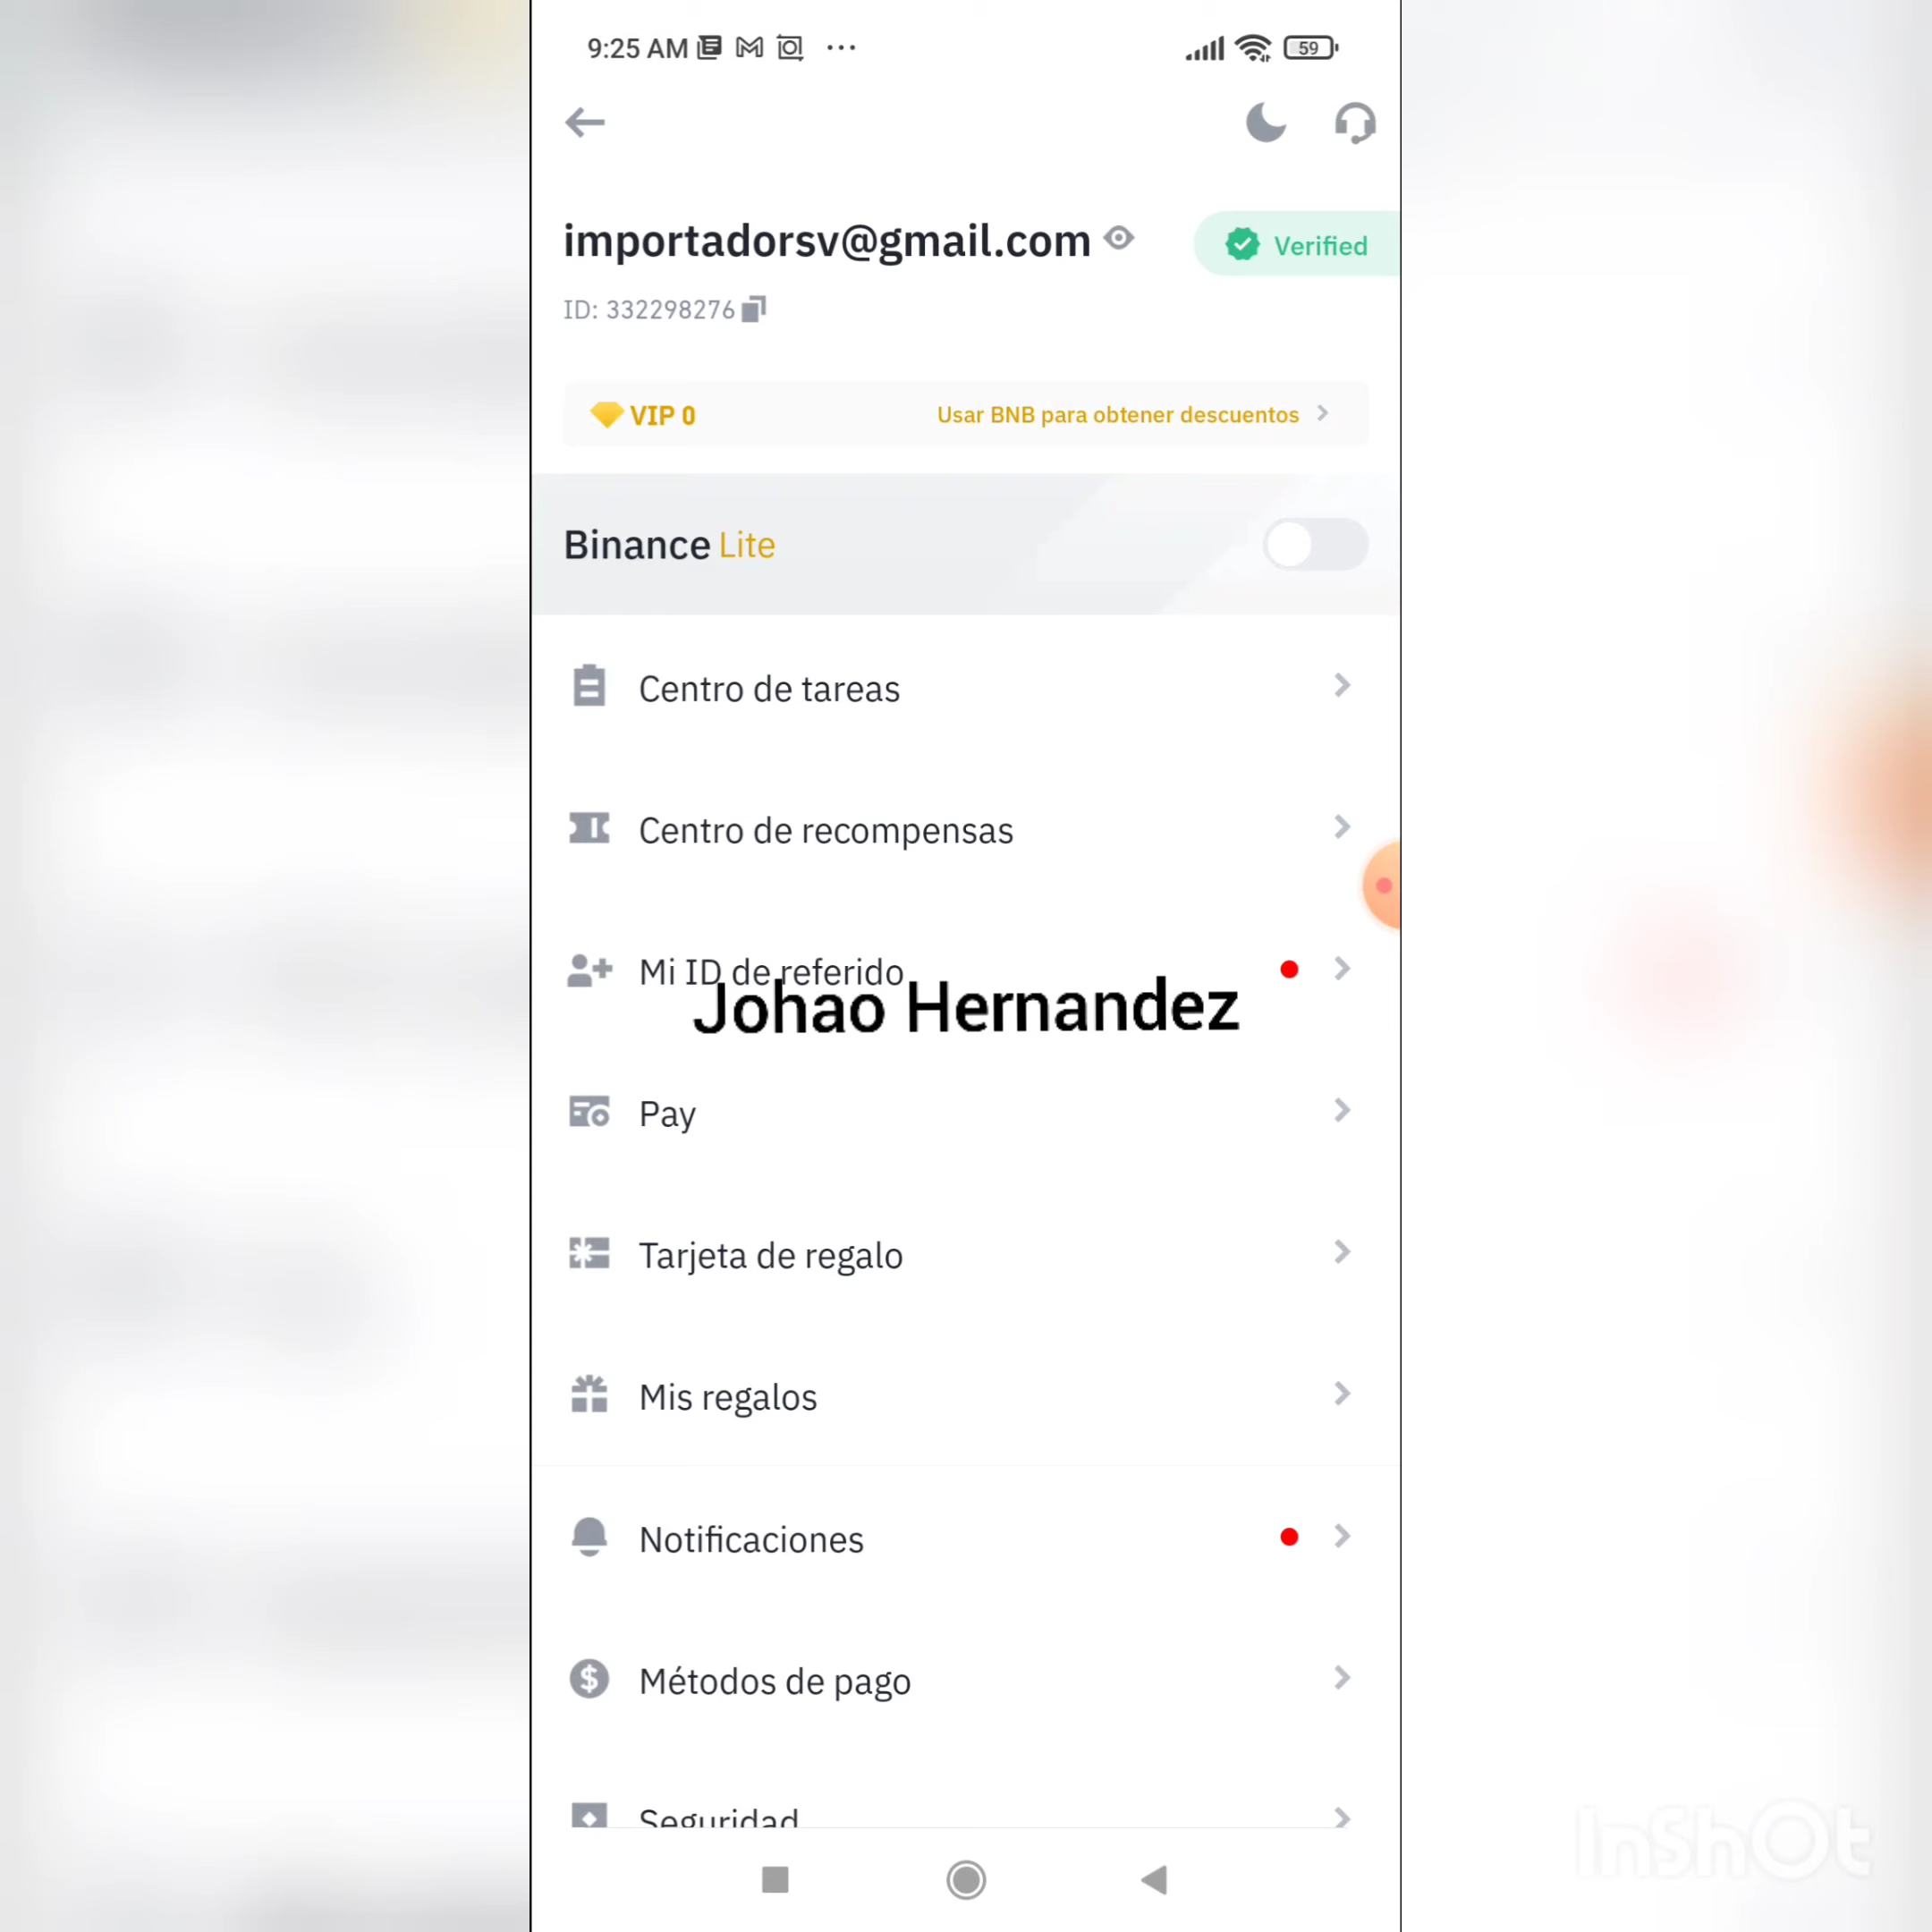 9:25 AM
59
importadorsv@gmail.com
Verified
ID: 332298276
VIP 0
Usar BNB para obtener descuentos
Binance Lite
Centro de tareas
Centro de recompensas
Mi ID de referido
Johao Hernandez
Pay
Tarjeta de regalo
Mis regalos
Notificaciones
Métodos de pago
Seguridad
InShOt